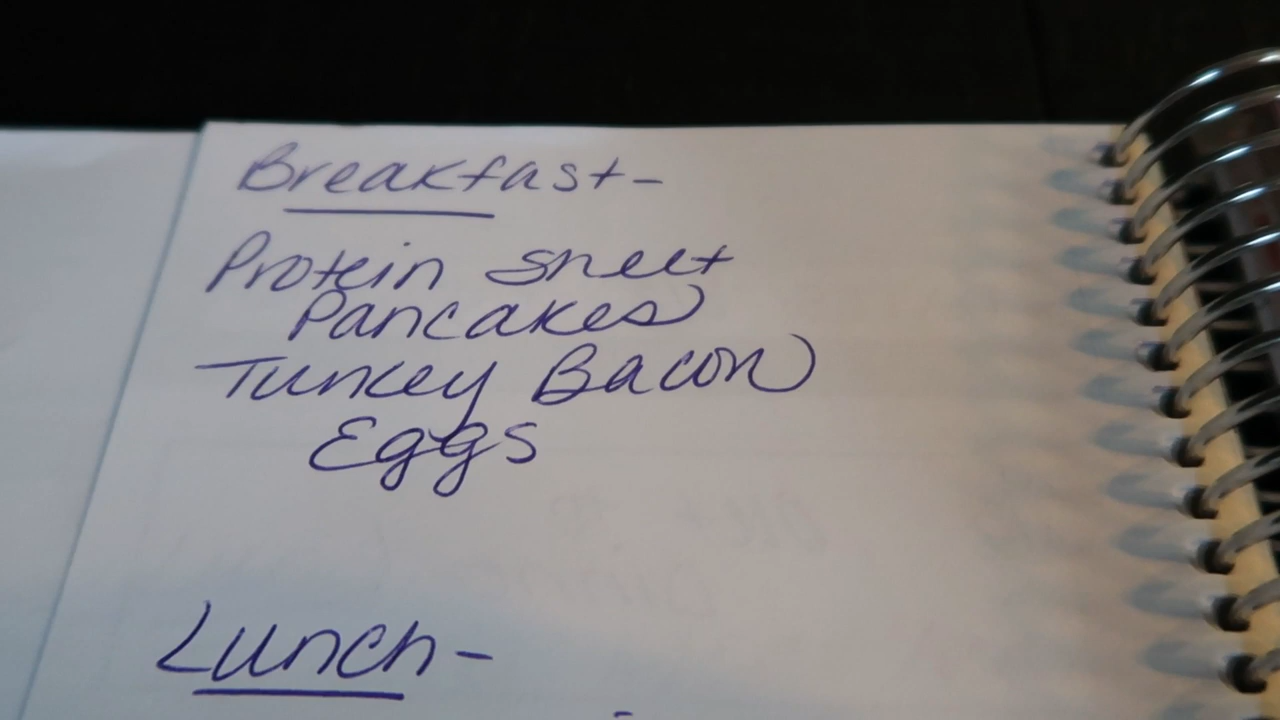 Breakfast-
Protein Sheet
Pancakes
Turkey Bacon
Eggs
Lunch-